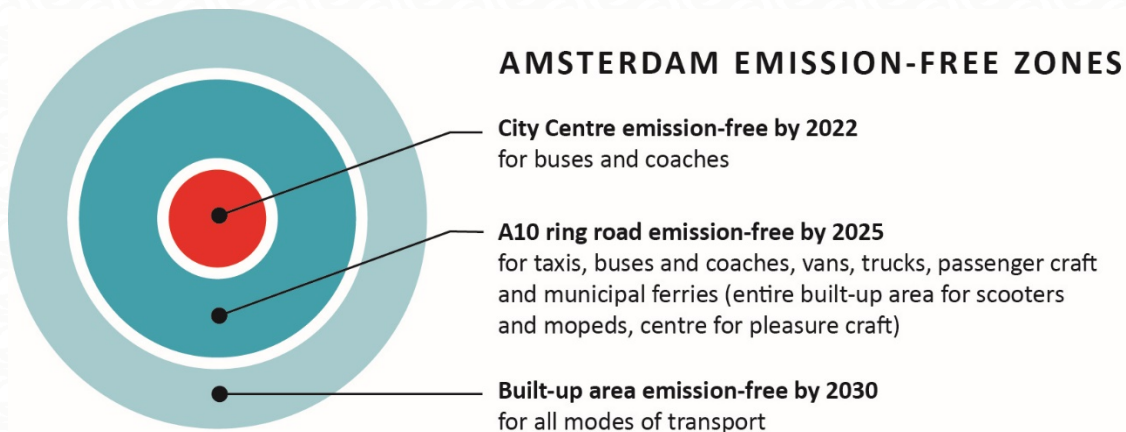 AMSTERDAM EMISSION-FREE ZONES
City Centre emission-free by 2022
for buses and coaches
A10 ring road emission-free by 2025
for taxis, buses and coaches, vans, trucks, passenger craft
and municipal ferries (entire built-up area for scooters
and mopeds, centre for pleasure craft)
Built-up area emission-free by 2030
for all modes of transport